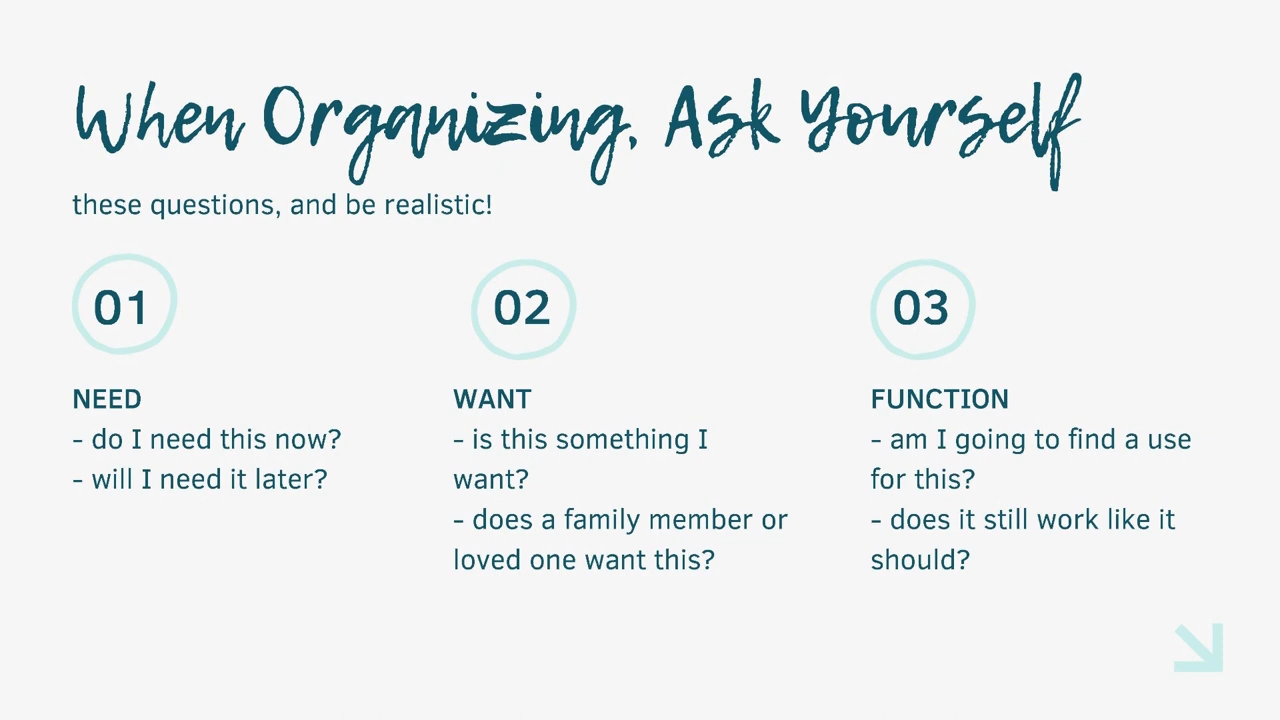 When Organizing, Ask Yourself
these questions, and be realistic!
01
NEED
- do I need this now?
- will I need it later?
02
WANT
- is this something I
want?
- does a family member or
loved one want this?
03
FUNCTION
- am I going to find a use
for this?
- does it still work like it
should?